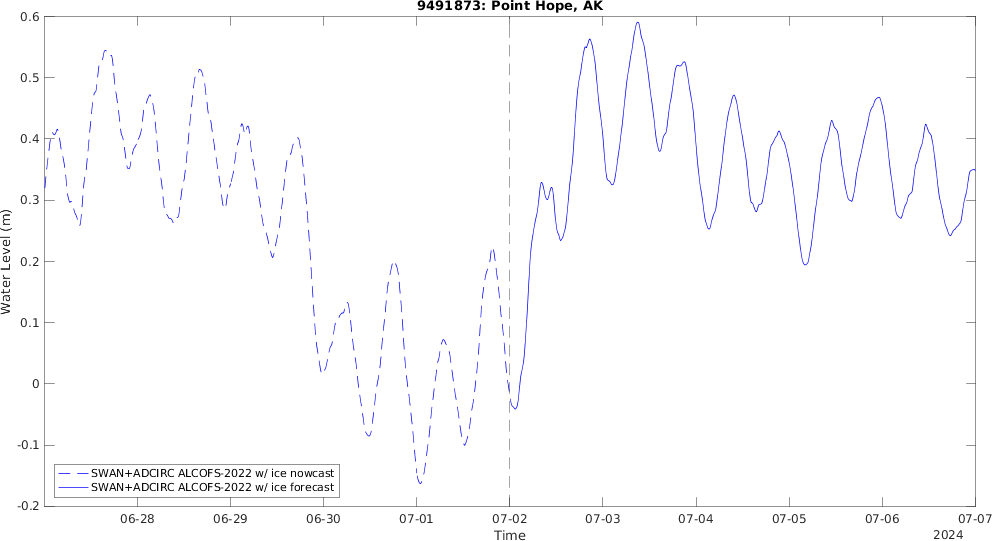 9491873: Point Hope, AK
0.6
0.5
0.4
0.3
0.2
0.1
0
-0.1
-0.2
Water Level (m)
SWAN+ADCIRC ALCOFS-2022 w/ ice nowcast
SWAN+ADCIRC ALCOFS-2022 w/ ice forecast
06-28 06-29 06-30 07-01 07-02 07-03 07-04 07-05 07-06 07-07
Time
2024